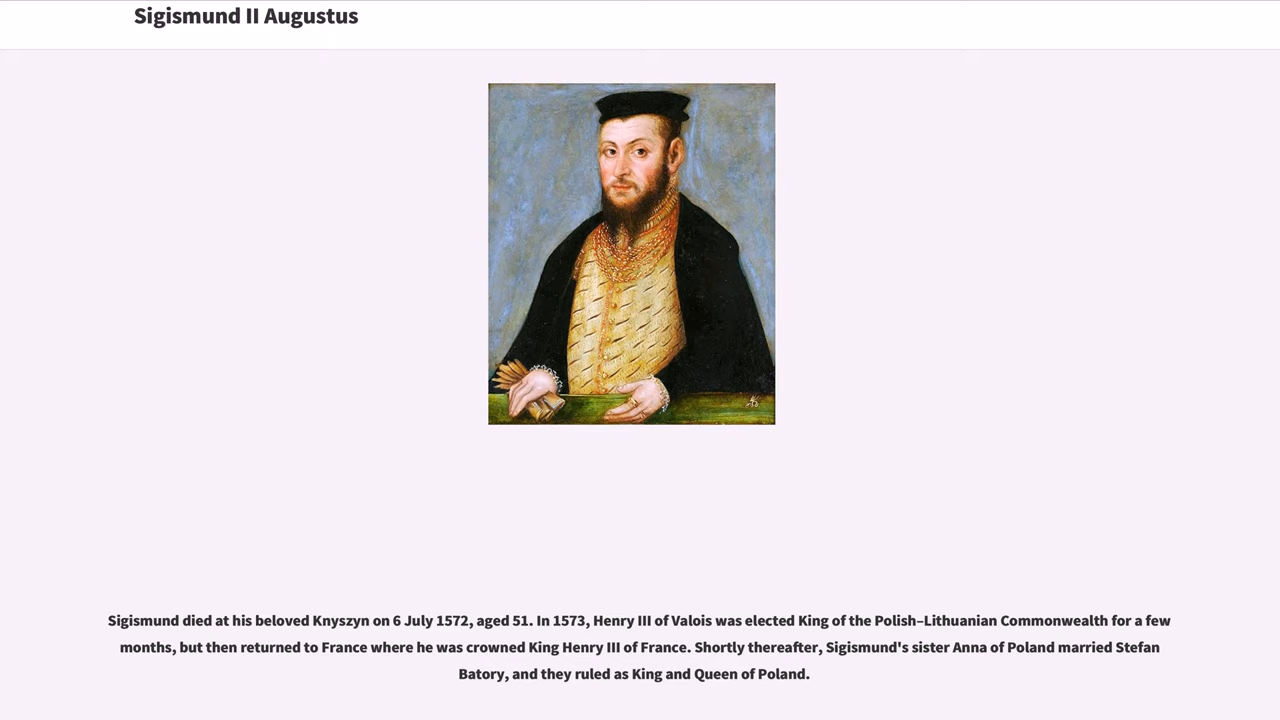 Sigismund II Augustus
Sigismund died at his beloved Knyszyn on 6 July 1572, aged 51. In 1573, Henry III of Valois was elected King of the Polish–Lithuanian Commonwealth for a few
months, but then returned to France where he was crowned King Henry III of France. Shortly thereafter, Sigismund's sister Anna of Poland married Stefan
Batory, and they ruled as King and Queen of Poland.